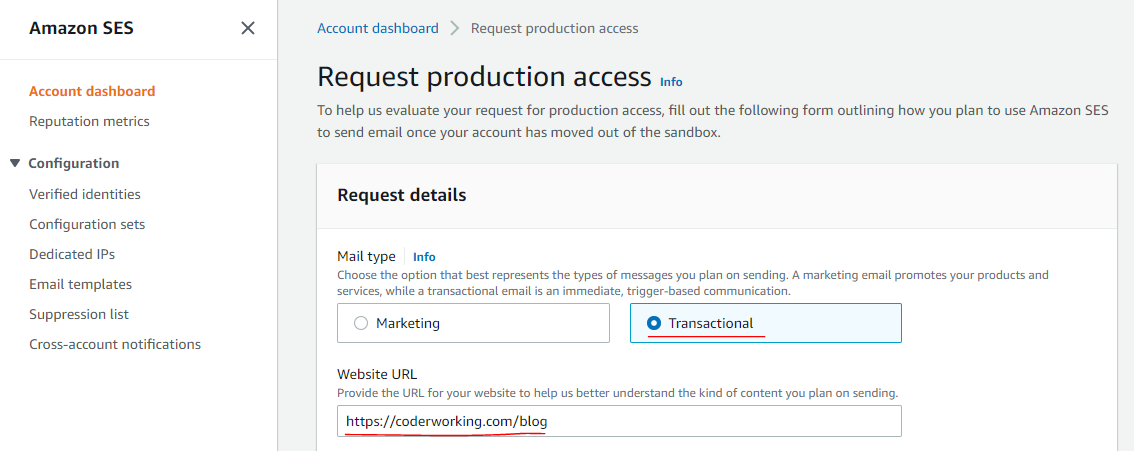 Amazon SES
Account dashboard
Reputation metrics
Configuration
Verified identities
Configuration sets
Dedicated IPs
Email templates
Suppression list
Cross-account notifications
Account dashboard Request production access
Request production access Info
To help us evaluate your request for production access, fill out the following form outlining how you plan to use Amazon SES
to send email once your account has moved out of the sandbox.
Request details
Mail type Info
Choose the option that best represents the types of messages you plan on sending. A marketing email promotes your products and
services, while a transactional email is an immediate, trigger-based communication.
Marketing Transactional
Website URL
Provide the URL for your website to help us better understand the kind of content you plan on sending.
https://coderworking.com/blog